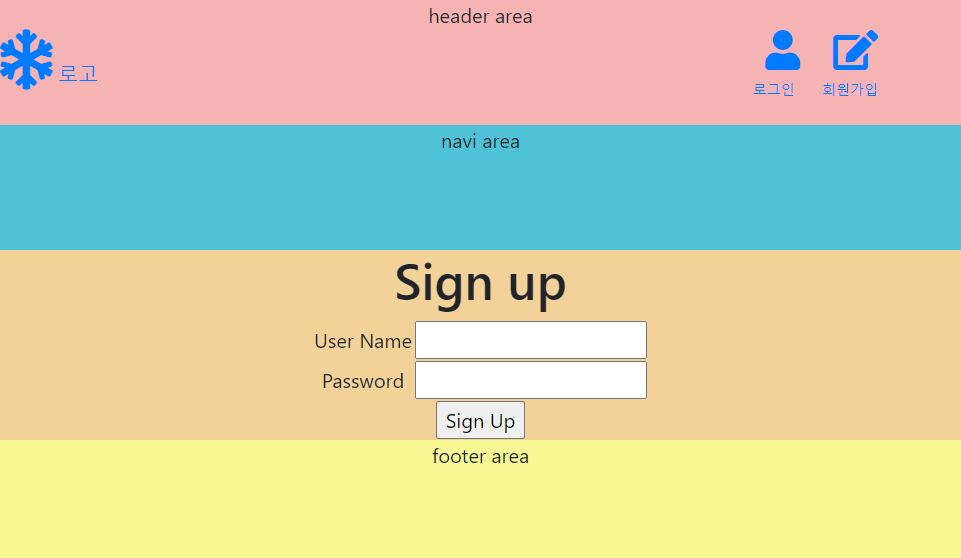 header area
로고
로그인
회원가입
navi area
Sign up
User Name
Password
Sign Up
footer area